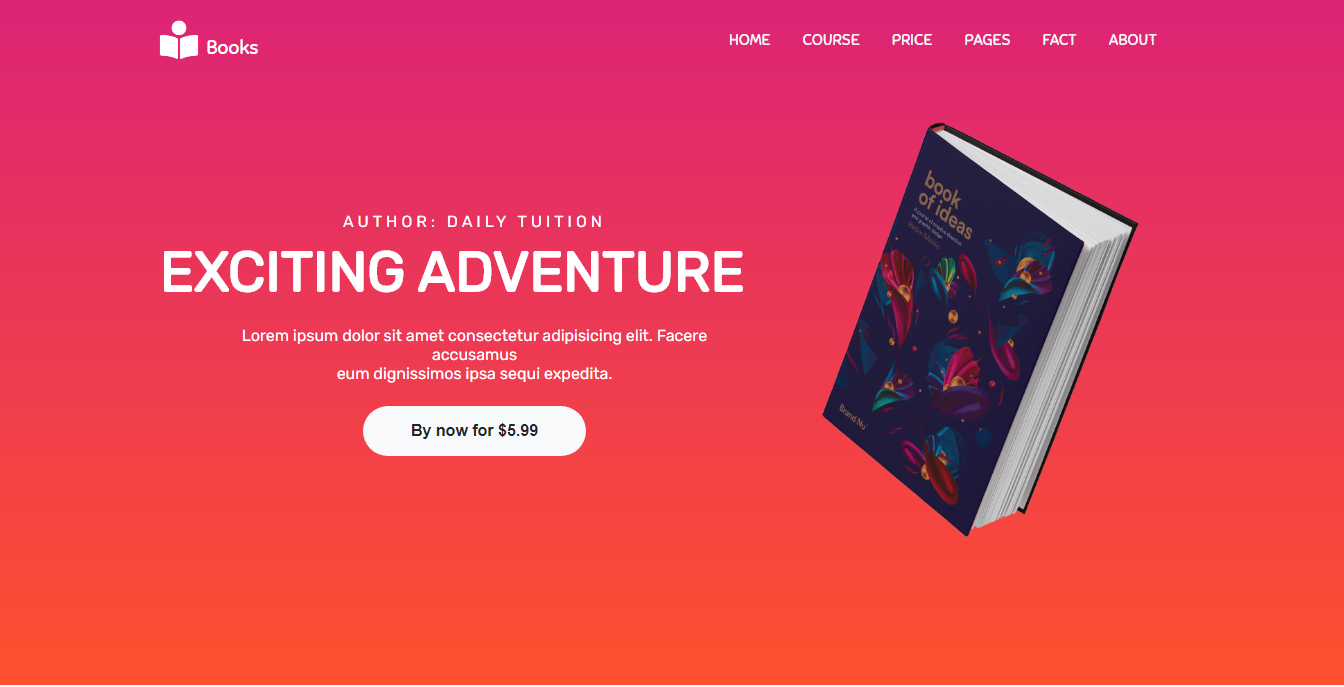 Books
HOME COURSE PRICE PAGES FACT ABOUT
AUTHOR: DAILY TUITION
EXCITING ADVENTURE
Lorem ipsum dolor sit amet consectetur adipisicing elit. Facere
accusamus
eum dignissimos ipsa sequi expedita.
By now for $5.99
book
of ideas
Brand Nu